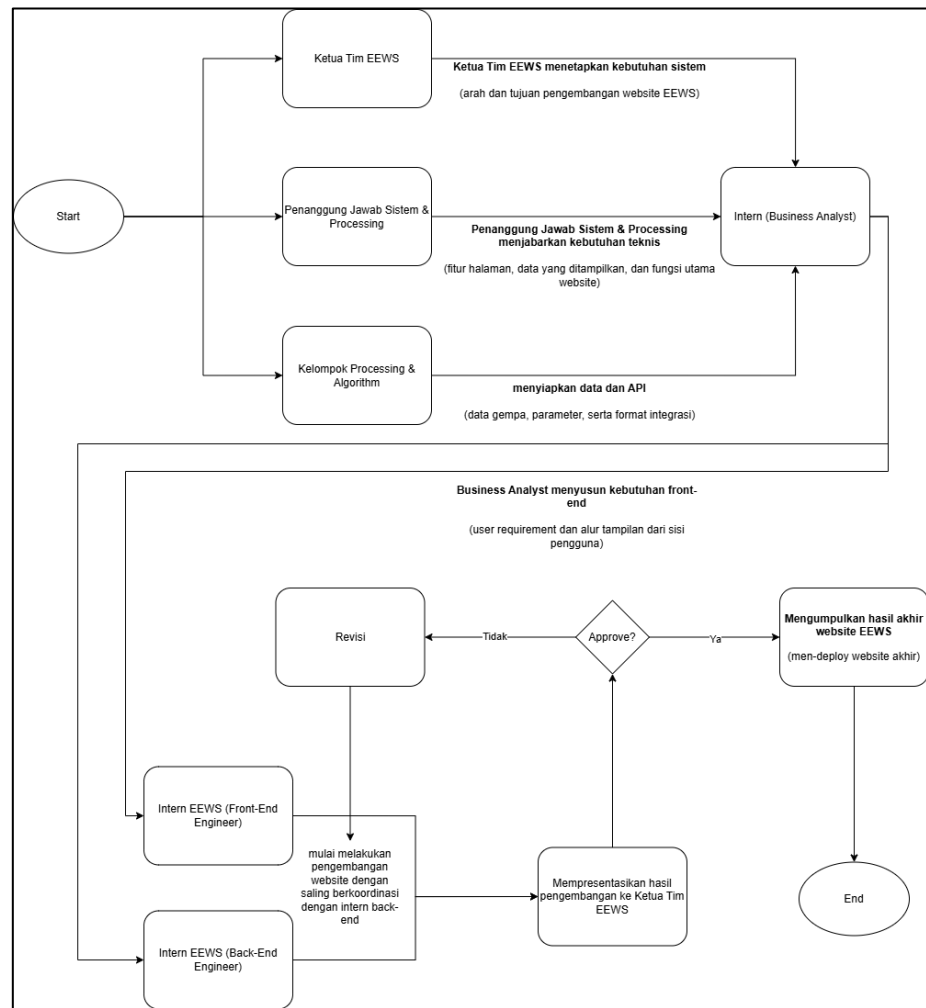 Ketua Tim EEWS
Ketua Tim EEWS menetapkan kebutuhan sistem
(arah dan tujuan pengembangan website EEWS)
Start
Penanggung Jawab Sistem &
Processing
Penanggung Jawab Sistem & Processing
menjabarkan kebutuhan teknis
(fitur halaman, data yang ditampilkan, dan fungsi utama
website)
Intern (Business Analyst)
Kelompok Processing &
Algorithm
menyiapkan data dan API
(data gempa, parameter, serta format integrasi)
Business Analyst menyusun kebutuhan front-
end
(user requirement dan alur tampilan dari sisi
pengguna)
Revisi
Tidak
Approve?
Ya
Mengumpulkan hasil akhir
website EEWS
(men-deploy website akhir)
Intern EEWS (Front-End
Engineer)
mulai melakukan
pengembangan
website dengan
saling berkoordinasi
dengan intern back-
end
Mempresentasikan hasil
pengembangan ke Ketua Tim
EEWS
End
Intern EEWS (Back-End
Engineer)